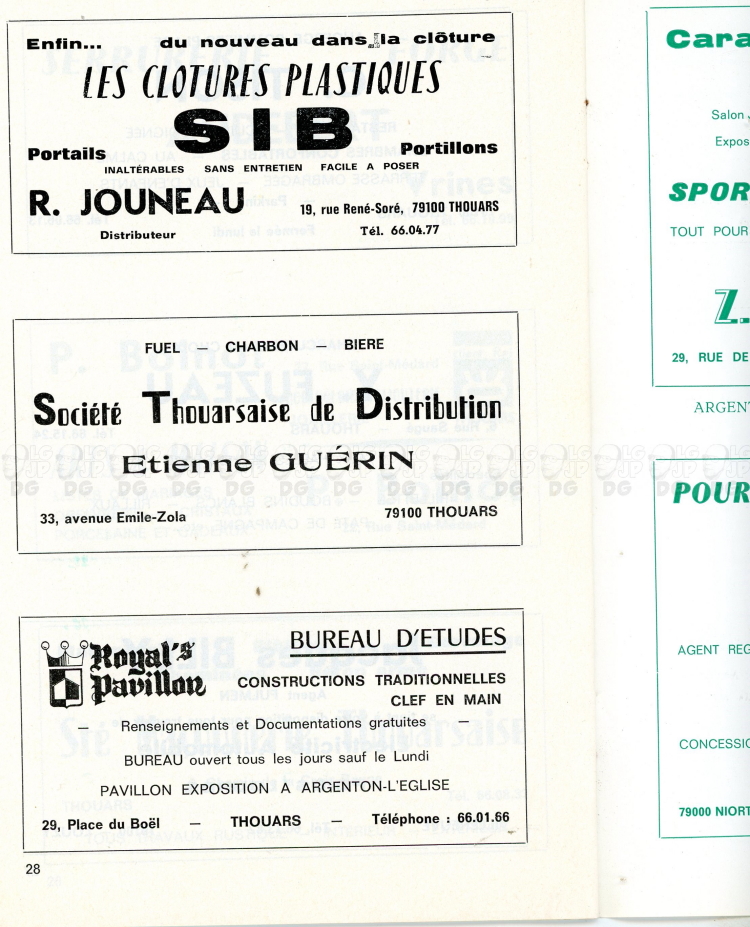 Enfin... du nouveau dans la clôture
LES CLOTURES PLASTIQUES
SIB
Portails Portillons
INALTÉRABLES SANS ENTRETIEN FACILE A POSER
R. JOUNEAU 19, rue René-Soré, 79100 THOUARS
Distributeur Tél. 66.04.77
FUEL — CHARBON — BIERE
Société Thouarsaise de Distribution
Etienne GUÉRIN
33, avenue Emile-Zola 79100 THOUARS
Royal's Pavillon
BUREAU D'ETUDES
CONSTRUCTIONS TRADITIONNELLES
CLEF EN MAIN
— Renseignements et Documentations gratuites —
BUREAU ouvert tous les jours sauf le Lundi
PAVILLON EXPOSITION A ARGENTON-L'EGLISE
29, Place du Boël — THOUARS — Téléphone : 66.01.66
28
Cara
Salon
Expos
SPOR
TOUT POUR
Z.
29, RUE DE
ARGENT
POUR
AGENT REG
CONCESSIO
79000 NIORT